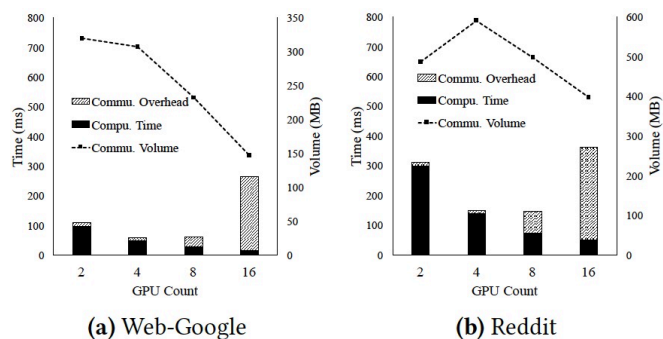 800
700
600
500
400
300
200
100
0
Time (ms)
350
300
250
200
150
100
50
0
Volume (MB)
Commu. Overhead
Compu. Time
Commu. Volume
2 4 8 16
GPU Count
(a) Web-Google
800
700
600
500
400
300
200
100
0
Time (ms)
600
500
400
300
200
100
0
Volume (MB)
Commu. Overhead
Compu. Time
Commu. Volume
2 4 8 16
GPU Count
(b) Reddit